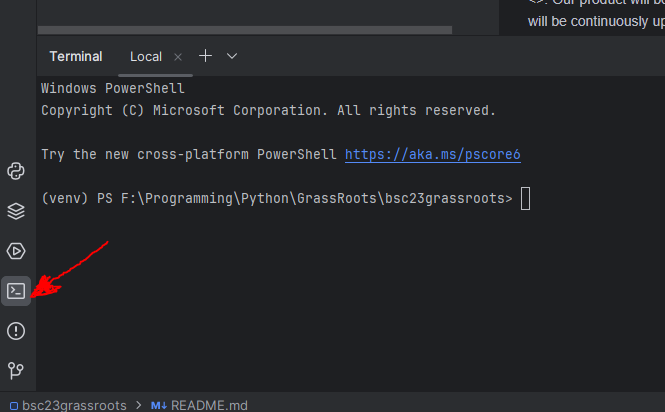 <>. Our product will be
will be continuously up
Terminal Local
Windows PowerShell
Copyright (C) Microsoft Corporation. All rights reserved.
Try the new cross-platform PowerShell https://aka.ms/pscore6
(venv) PS F:\Programming\Python\GrassRoots\bsc23grassroots>
bsc23grassroots > M↓ README.md